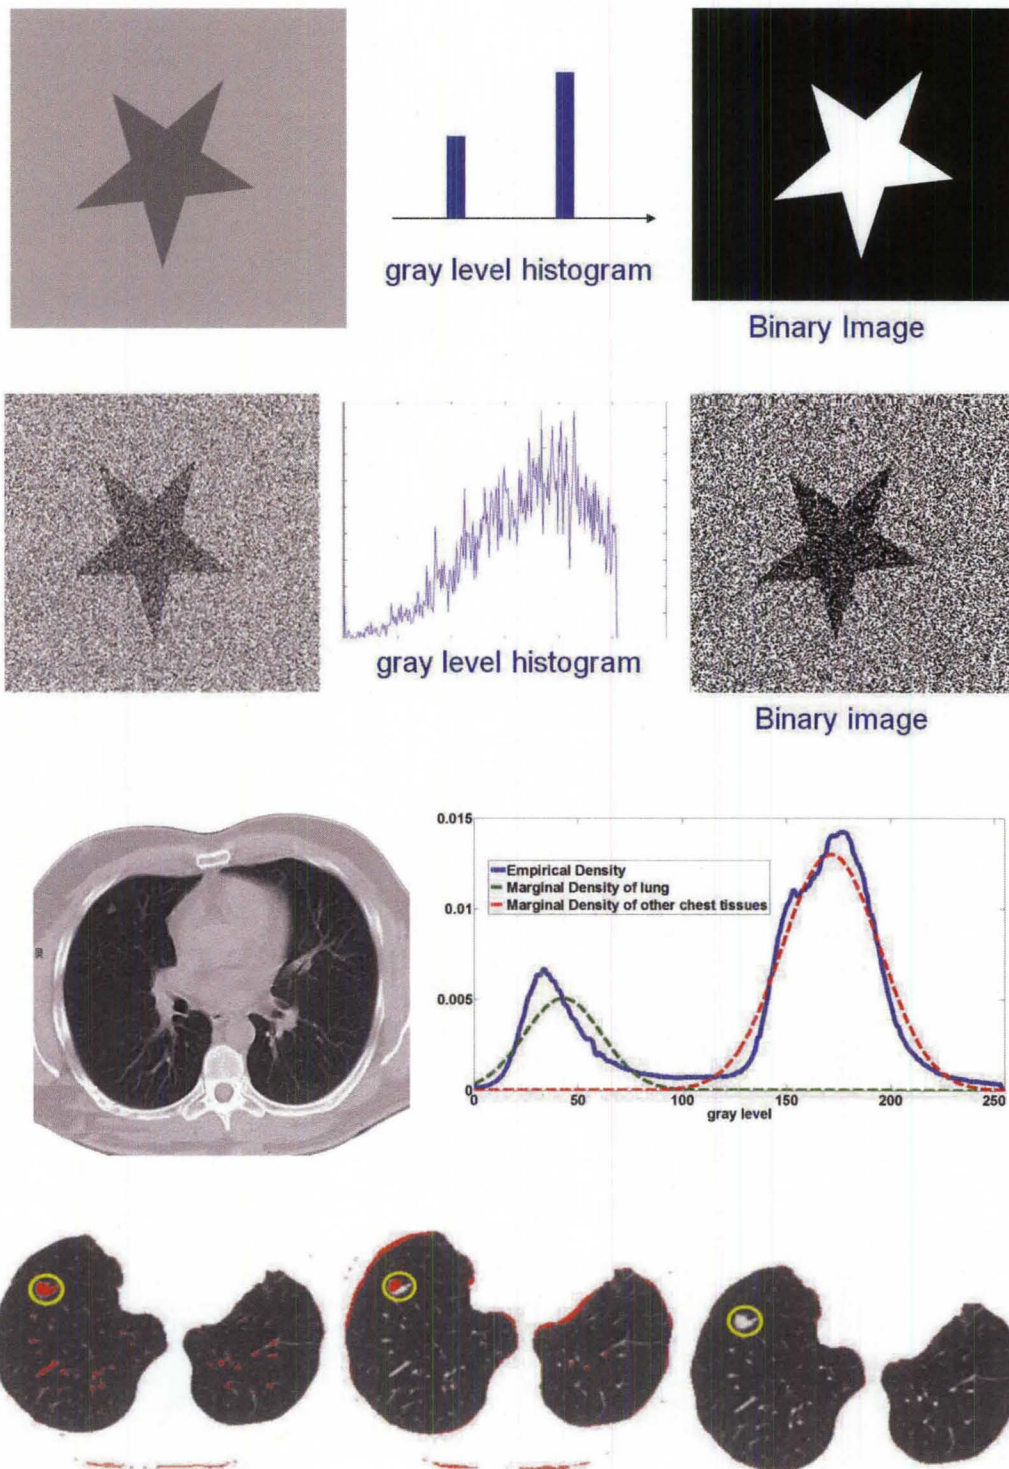 gray level histogram
Binary Image
gray level histogram
Binary image
0.015
Empirical Density
Marginal Density of lung
Marginal Density of other chest tissues
0.01
0.005
0
0 50 100 150 200 250
gray level